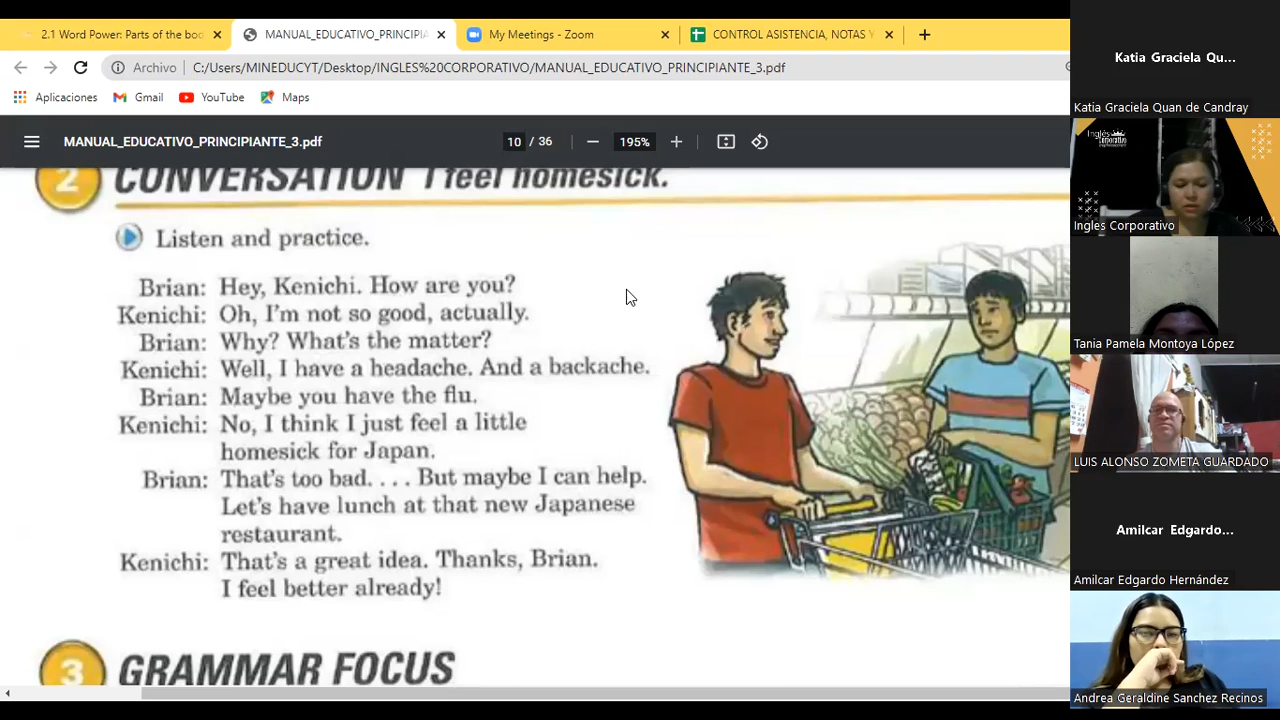 2.1 Word Power: Parts of the bod
MANUAL_EDUCATIVO_PRINCIPIA
My Meetings - Zoom
CONTROL ASISTENCIA, NOTAS Y
Archivo
C:/Users/MINEDUCYT/Desktop/INGLES%20CORPORATIVO/MANUAL_EDUCATIVO_PRINCIPIANTE_3.pdf
Aplicaciones
Gmail
YouTube
Maps
MANUAL_EDUCATIVO_PRINCIPIANTE_3.pdf
10 / 36
195%
2 CONVERSATION I feel homesick.
Listen and practice.
Brian: Hey, Kenichi. How are you?
Kenichi: Oh, I'm not so good, actually.
Brian: Why? What's the matter?
Kenichi: Well, I have a headache. And a backache.
Brian: Maybe you have the flu.
Kenichi: No, I think I just feel a little
homesick for Japan.
Brian: That's too bad. . . . But maybe I can help.
Let's have lunch at that new Japanese
restaurant.
Kenichi: That's a great idea. Thanks, Brian.
I feel better already!
3 GRAMMAR FOCUS
Katia Graciela Qu...
Katia Graciela Quan de Candray
Inglés
Corporativo
Ingles Corporativo
Tania Pamela Montoya López
LUIS ALONSO ZOMETA GUARDADO
Amilcar Edgardo...
Amilcar Edgardo Hernández
Andrea Geraldine Sanchez Recinos